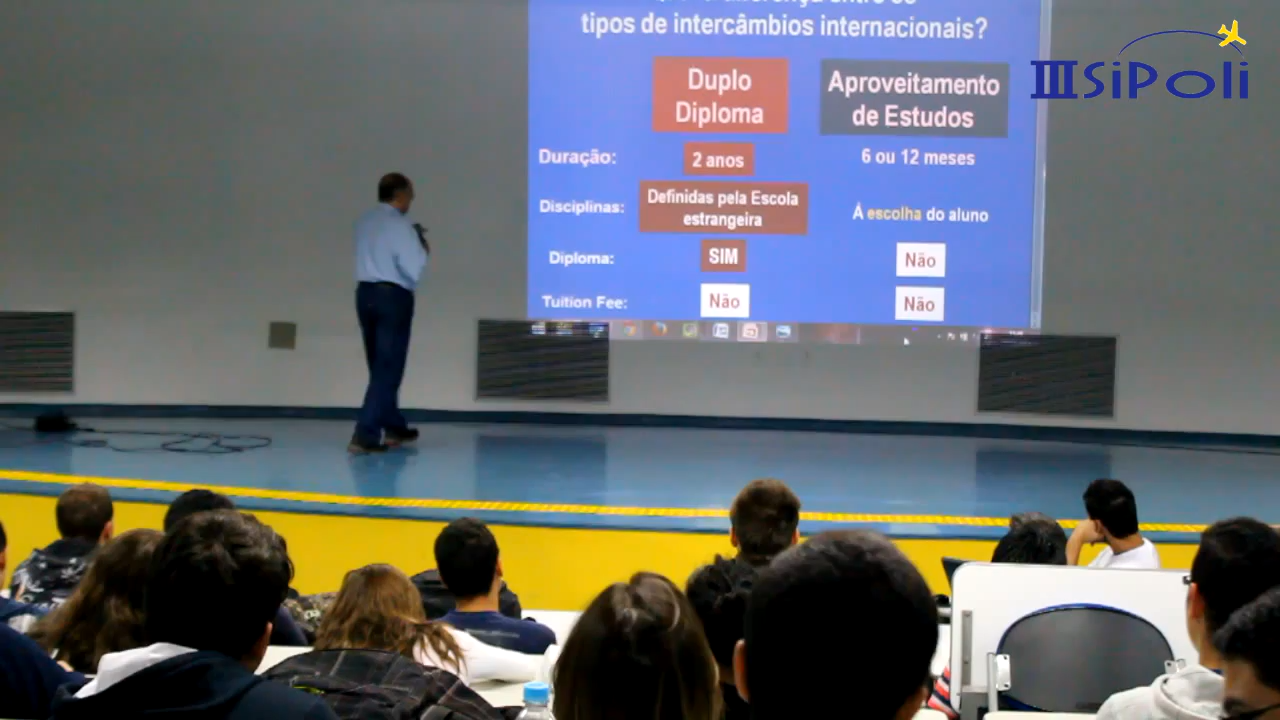 tipos de intercâmbios internacionais?
Duplo
Diploma
Aproveitamento
de Estudos
Duração:
2 anos
6 ou 12 meses
Disciplinas:
Definidas pela Escola
estrangeira
À escolha do aluno
Diploma:
SIM
Não
Tuition Fee:
Não
Não
IIISiPoli